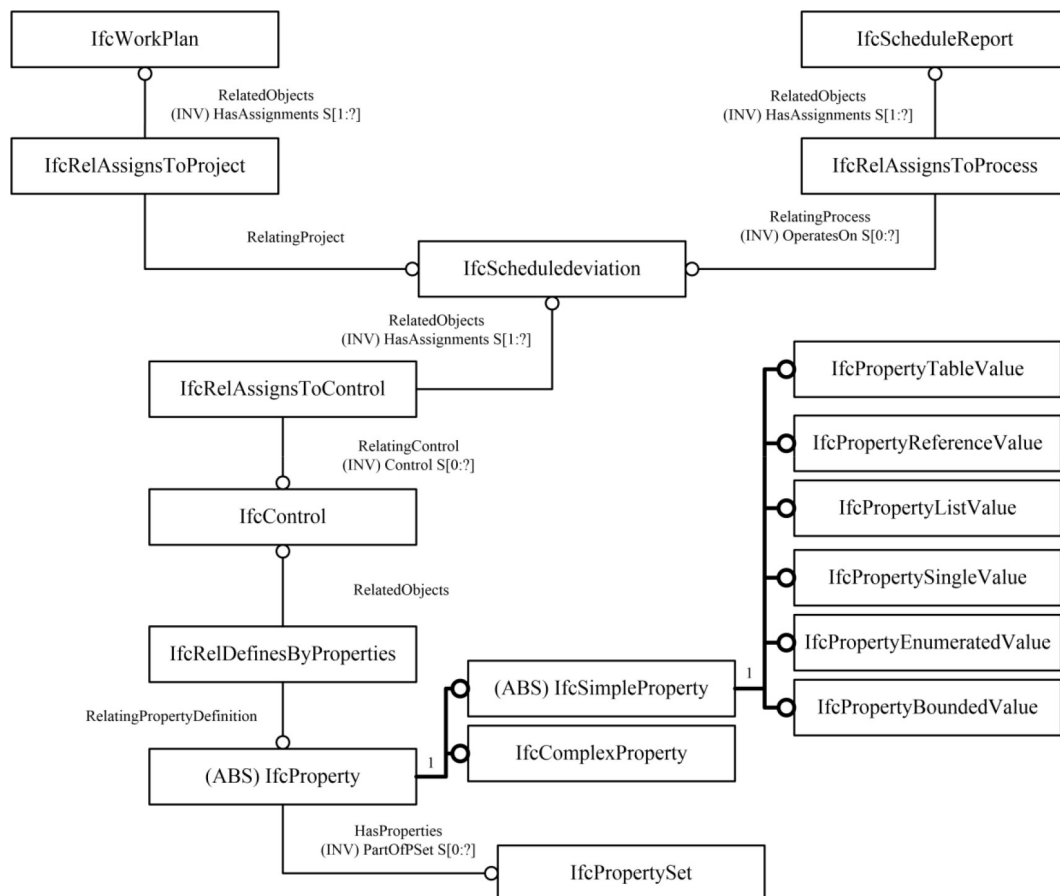 IfcWorkPlan
IfcScheduleReport
RelatedObjects
(INV) HasAssignments S[1:?]
RelatedObjects
(INV) HasAssignments S[1:?]
IfcRelAssignsToProject
IfcRelAssignsToProcess
RelatingProject
RelatingProcess
(INV) OperatesOn S[0:?]
IfcScheduledeviation
RelatedObjects
(INV) HasAssignments S[1:?]
IfcRelAssignsToControl
IfcPropertyTableValue
RelatingControl
(INV) Control S[0:?]
IfcPropertyReferenceValue
IfcControl
IfcPropertyListValue
IfcPropertySingleValue
RelatedObjects
IfcRelDefinesByProperties
IfcPropertyEnumeratedValue
(ABS) IfcSimpleProperty
1
IfcPropertyBoundedValue
RelatingPropertyDefinition
IfcComplexProperty
(ABS) IfcProperty
1
HasProperties
(INV) PartOfPSet S[0:?]
IfcPropertySet